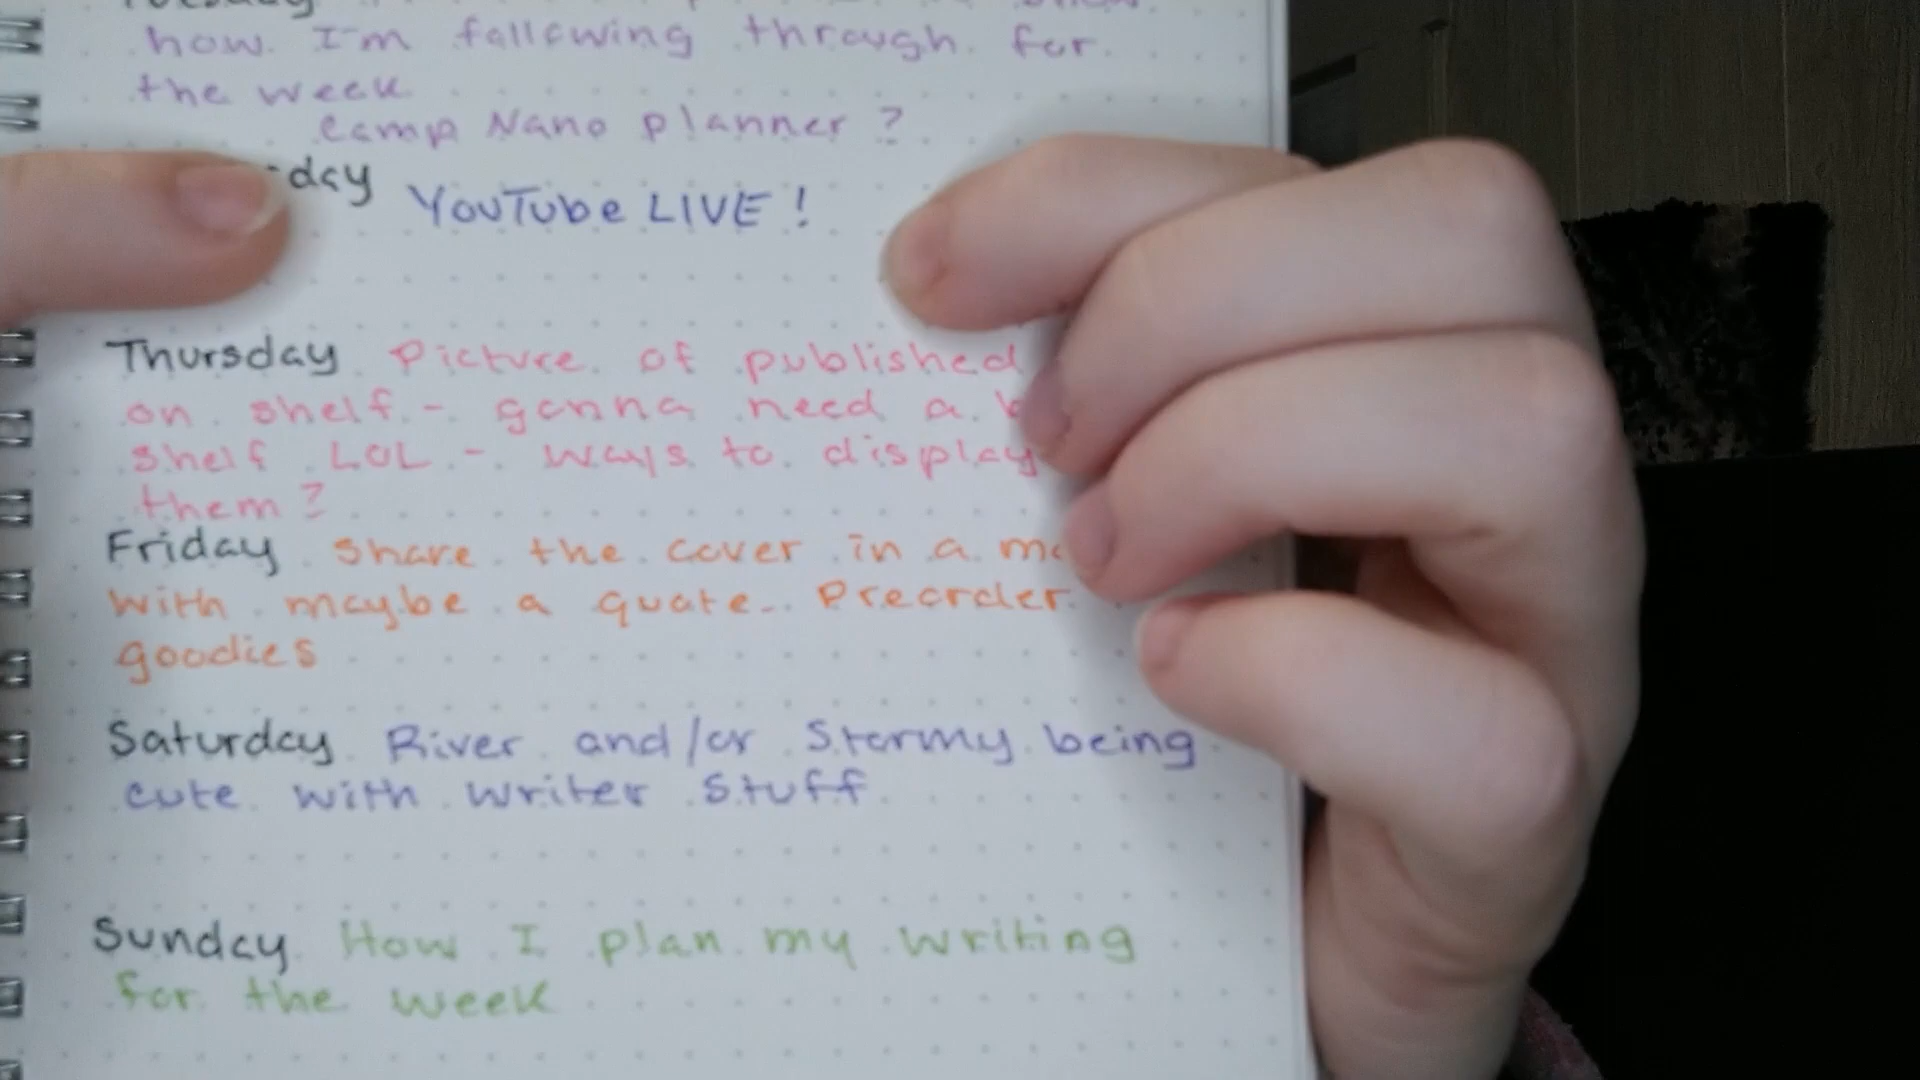 how I'm following through for
the week
Camp Nano planner ?
day YouTube LIVE !
Thursday Picture of published
on shelf - gonna need a
shelf LOL - ways to display
them ?
Friday share the cover in a
with maybe a quote. Preorder
goodies
Saturday River and/or Stormy being
cute with writer stuff
Sunday How I plan my writing
for the week